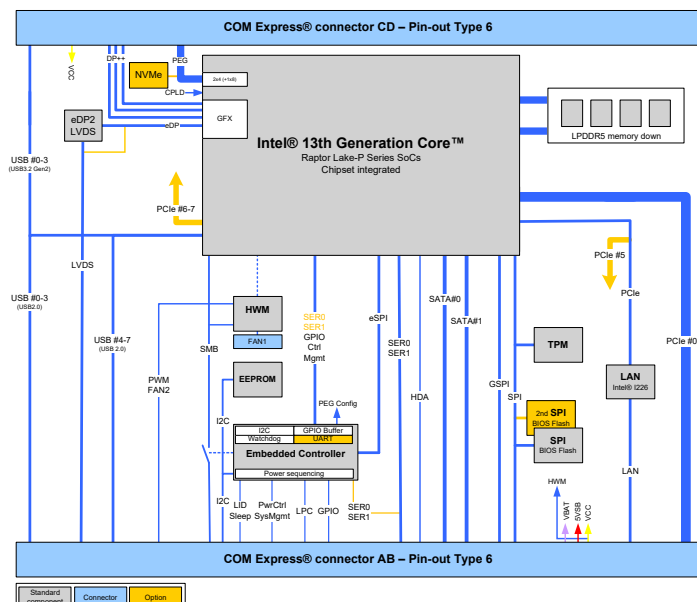 COM Express® connector CD – Pin-out Type 6
VCC
DP++
PEG
NVMe
2x4 (+1x8)
CPLD
GFX
eDP2
LVDS
eDP
Intel® 13th Generation Core™
Raptor Lake-P Series SoCs
Chipset integrated
LPDDR5 memory down
USB #0-3
(USB3.2 Gen2)
PCIe #6-7
PCIe #5
LVDS
PCIe
USB #0-3
(USB2.0)
USB #4-7
(USB 2.0)
SMB
HWM
FAN1
SER0
SER1
GPIO
Ctrl
Mgmt
eSPI
SER0
SER1
SATA#0
SATA#1
PCIe #0
TPM
PWM
FAN2
EEPROM
HDA
GSPI
SPI
LAN
Intel® I226
I2C
PEG Config
2nd SPI
BIOS Flash
SPI
BIOS Flash
I2C
GPIO Buffer
Watchdog
UART
Embedded Controller
Power sequencing
LAN
I2C
LID
Sleep
PwrCtrl
SysMgmt
LPC
GPIO
SER0
SER1
HWM
VBAT
5VSB
VCC
COM Express® connector AB – Pin-out Type 6
Standard
component
Connector
Option